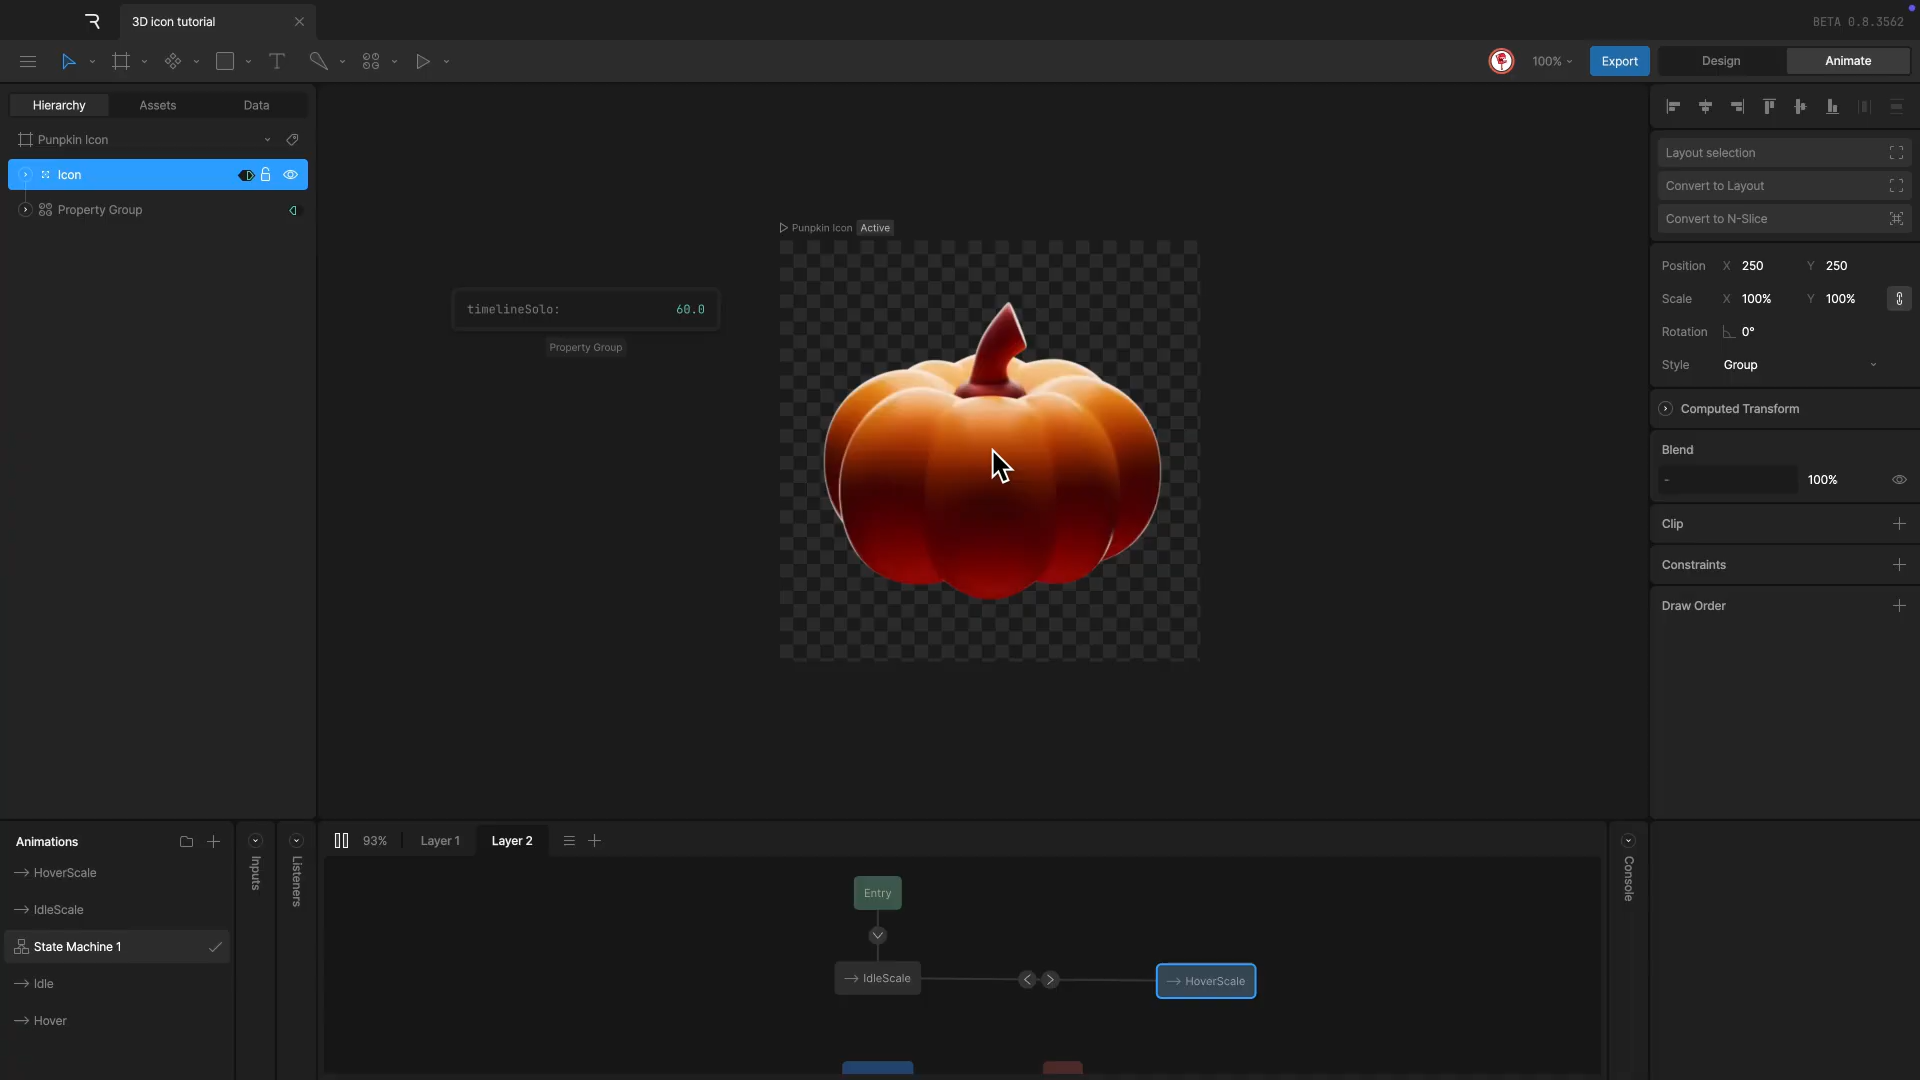 3D icon tutorial
BETA 0.8.3562
100%
Export
Design
Animate
Hierarchy
Assets
Data
Punpkin Icon
Icon
Property Group
Punpkin Icon
Active
timelineSolo:
60.0
Property Group
Layout selection
Convert to Layout
Convert to N-Slice
Position X 250 Y 250
Scale X 100% Y 100%
Rotation 0°
Style Group
Computed Transform
Blend
- 100%
Clip
Constraints
Draw Order
Animations
HoverScale
IdleScale
State Machine 1
Idle
Hover
Inputs
Listeners
93%
Layer 1
Layer 2
Entry
IdleScale
HoverScale
Console